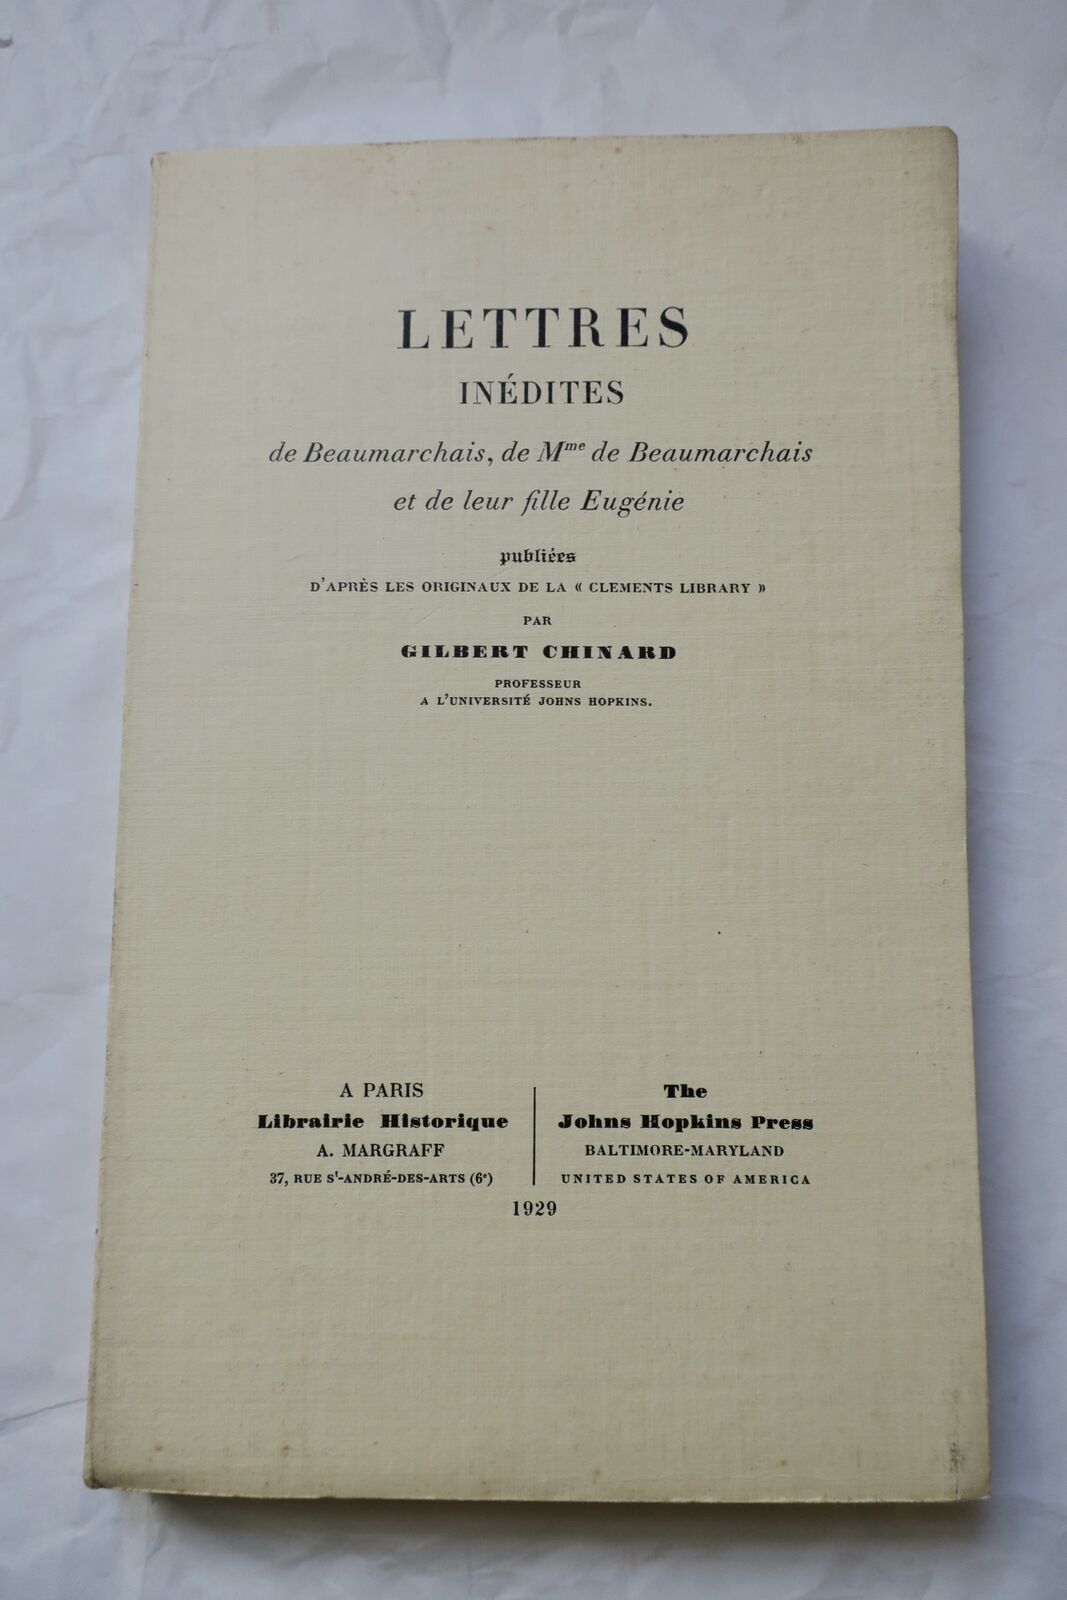 LETTRES
INÉDITES
de Beaumarchais, de Mme de Beaumarchais
et de leur fille Eugénie
publiées
D'APRÈS LES ORIGINAUX DE LA « CLEMENTS LIBRARY »
PAR
GILBERT CHINARD
PROFESSEUR
A L'UNIVERSITÉ JOHNS HOPKINS.
A PARIS
Librairie Historique
A. MARGRAFF
37, RUE St-ANDRÉ-DES-ARTS (6e)
The
Johns Hopkins Press
BALTIMORE-MARYLAND
UNITED STATES OF AMERICA
1929